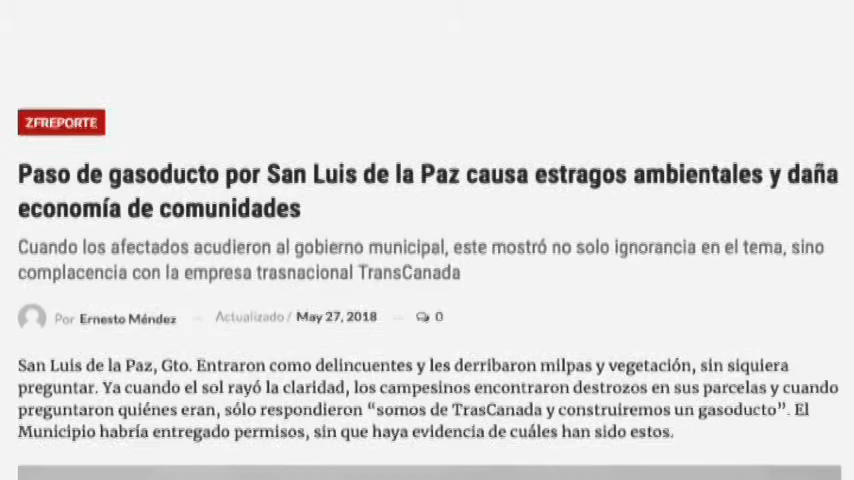 ZFREPORTE
Paso de gasoducto por San Luis de la Paz causa estragos ambientales y daña
economía de comunidades
Cuando los afectados acudieron al gobierno municipal, este mostró no solo ignorancia en el tema, sino
complacencia con la empresa trasnacional TransCanada
Por Ernesto Méndez — Actualizado / May 27, 2018 — 0
San Luis de la Paz, Gto. Entraron como delincuentes y les derribaron milpas y vegetación, sin siquiera
preguntar. Ya cuando el sol rayó la claridad, los campesinos encontraron destrozos en sus parcelas y cuando
preguntaron quiénes eran, sólo respondieron “somos de TrasCanada y construiremos un gasoducto”. El
Municipio habría entregado permisos, sin que haya evidencia de cuáles han sido estos.